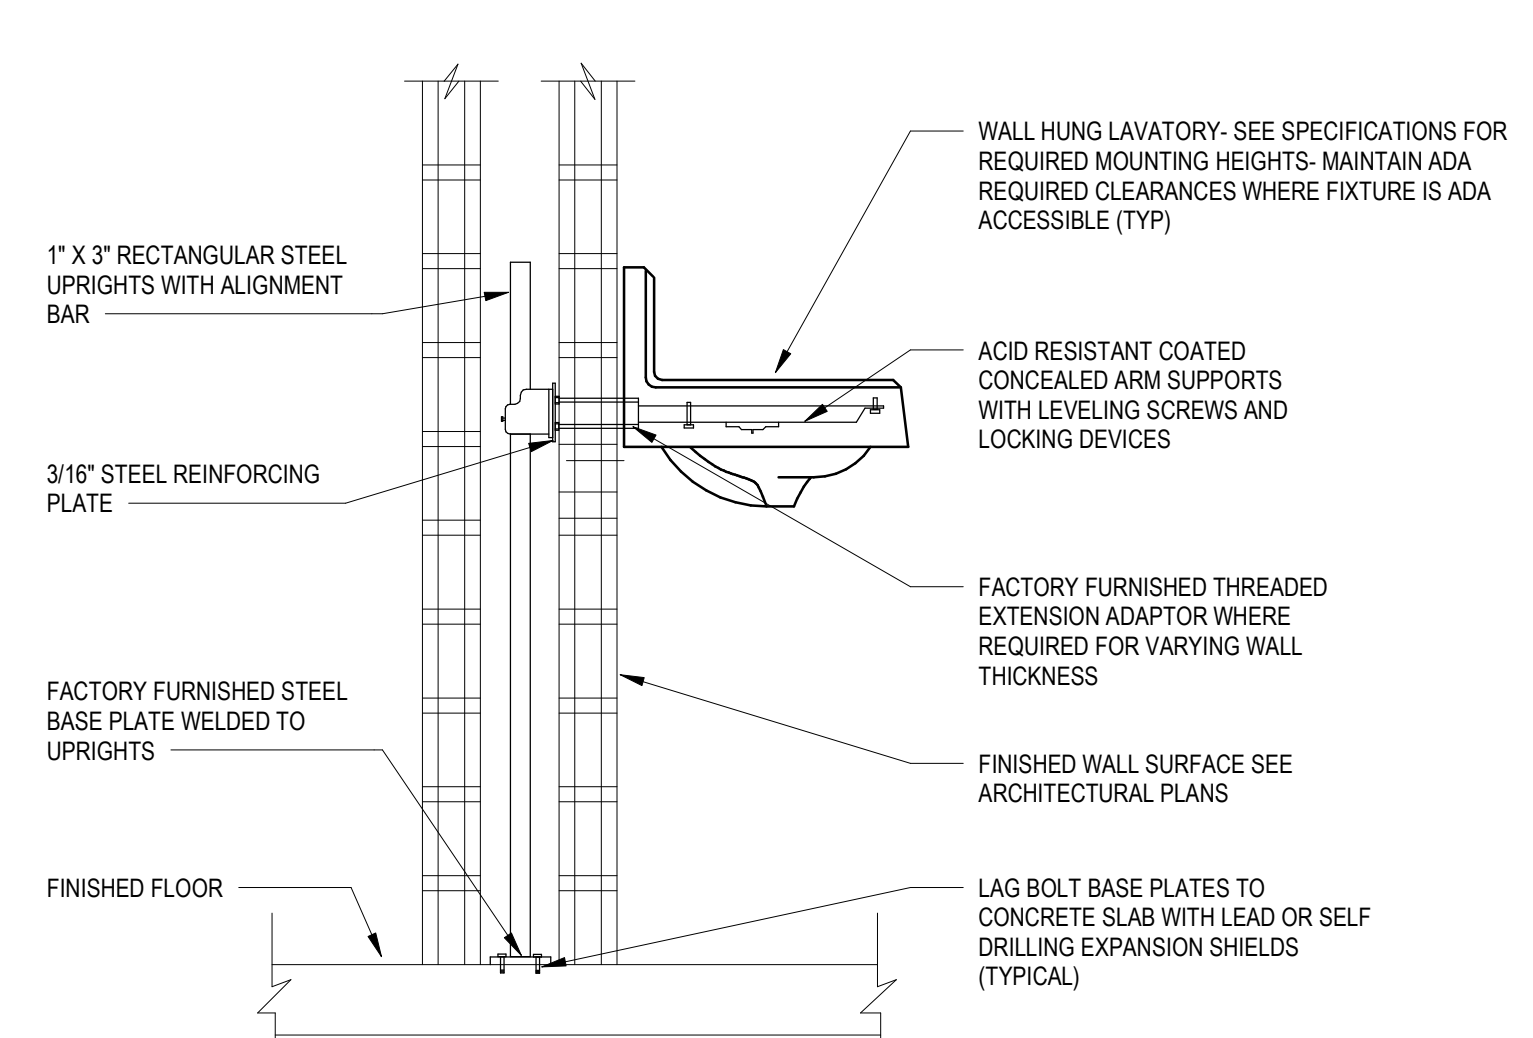 WALL HUNG LAVATORY- SEE SPECIFICATIONS FOR
REQUIRED MOUNTING HEIGHTS- MAINTAIN ADA
REQUIRED CLEARANCES WHERE FIXTURE IS ADA
ACCESSIBLE (TYP)
1" X 3" RECTANGULAR STEEL
UPRIGHTS WITH ALIGNMENT
BAR
ACID RESISTANT COATED
CONCEALED ARM SUPPORTS
WITH LEVELING SCREWS AND
LOCKING DEVICES
3/16" STEEL REINFORCING
PLATE
FACTORY FURNISHED THREADED
EXTENSION ADAPTOR WHERE
REQUIRED FOR VARYING WALL
THICKNESS
FACTORY FURNISHED STEEL
BASE PLATE WELDED TO
UPRIGHTS
FINISHED WALL SURFACE SEE
ARCHITECTURAL PLANS
FINISHED FLOOR
LAG BOLT BASE PLATES TO
CONCRETE SLAB WITH LEAD OR SELF
DRILLING EXPANSION SHIELDS
(TYPICAL)